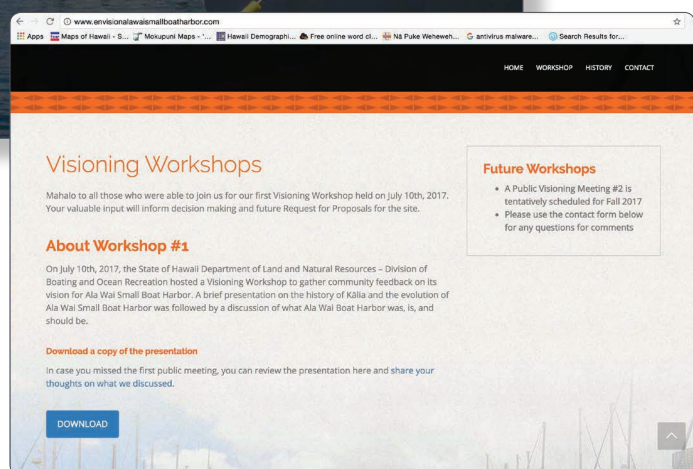 www.envisionalawaismallboatharbor.com
Apps Maps of Hawaii - S... Mokupuni Maps - '... Hawaii Demographi... Free online word cl... Nā Puke Weheweh... antivirus malware... Search Results for...
HOME WORKSHOP HISTORY CONTACT
Visioning Workshops
Mahalo to all those who were able to join us for our first Visioning Workshop held on July 10th, 2017.
Your valuable input will inform decision making and future Request for Proposals for the site.
About Workshop #1
On July 10th, 2017, the State of Hawaii Department of Land and Natural Resources – Division of
Boating and Ocean Recreation hosted a Visioning Workshop to gather community feedback on its
vision for Ala Wai Small Boat Harbor. A brief presentation on the history of Kālia and the evolution of
Ala Wai Small Boat Harbor was followed by a discussion of what Ala Wai Boat Harbor was, is, and
should be.
Download a copy of the presentation
In case you missed the first public meeting, you can review the presentation here and share your
thoughts on what we discussed.
DOWNLOAD
Future Workshops
• A Public Visioning Meeting #2 is
tentatively scheduled for Fall 2017
• Please use the contact form below
for any questions for comments